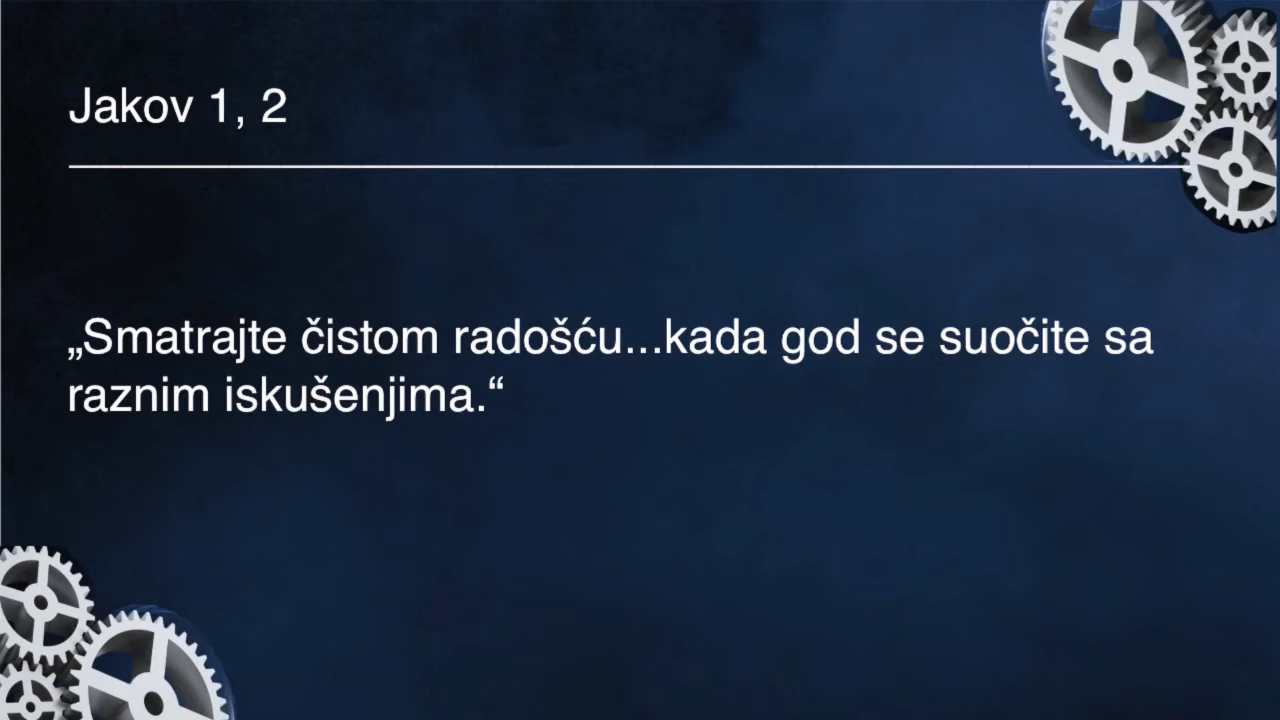 Jakov 1, 2
„Smatrajte čistom radošću...kada god se suočite sa
raznim iskušenjima.“